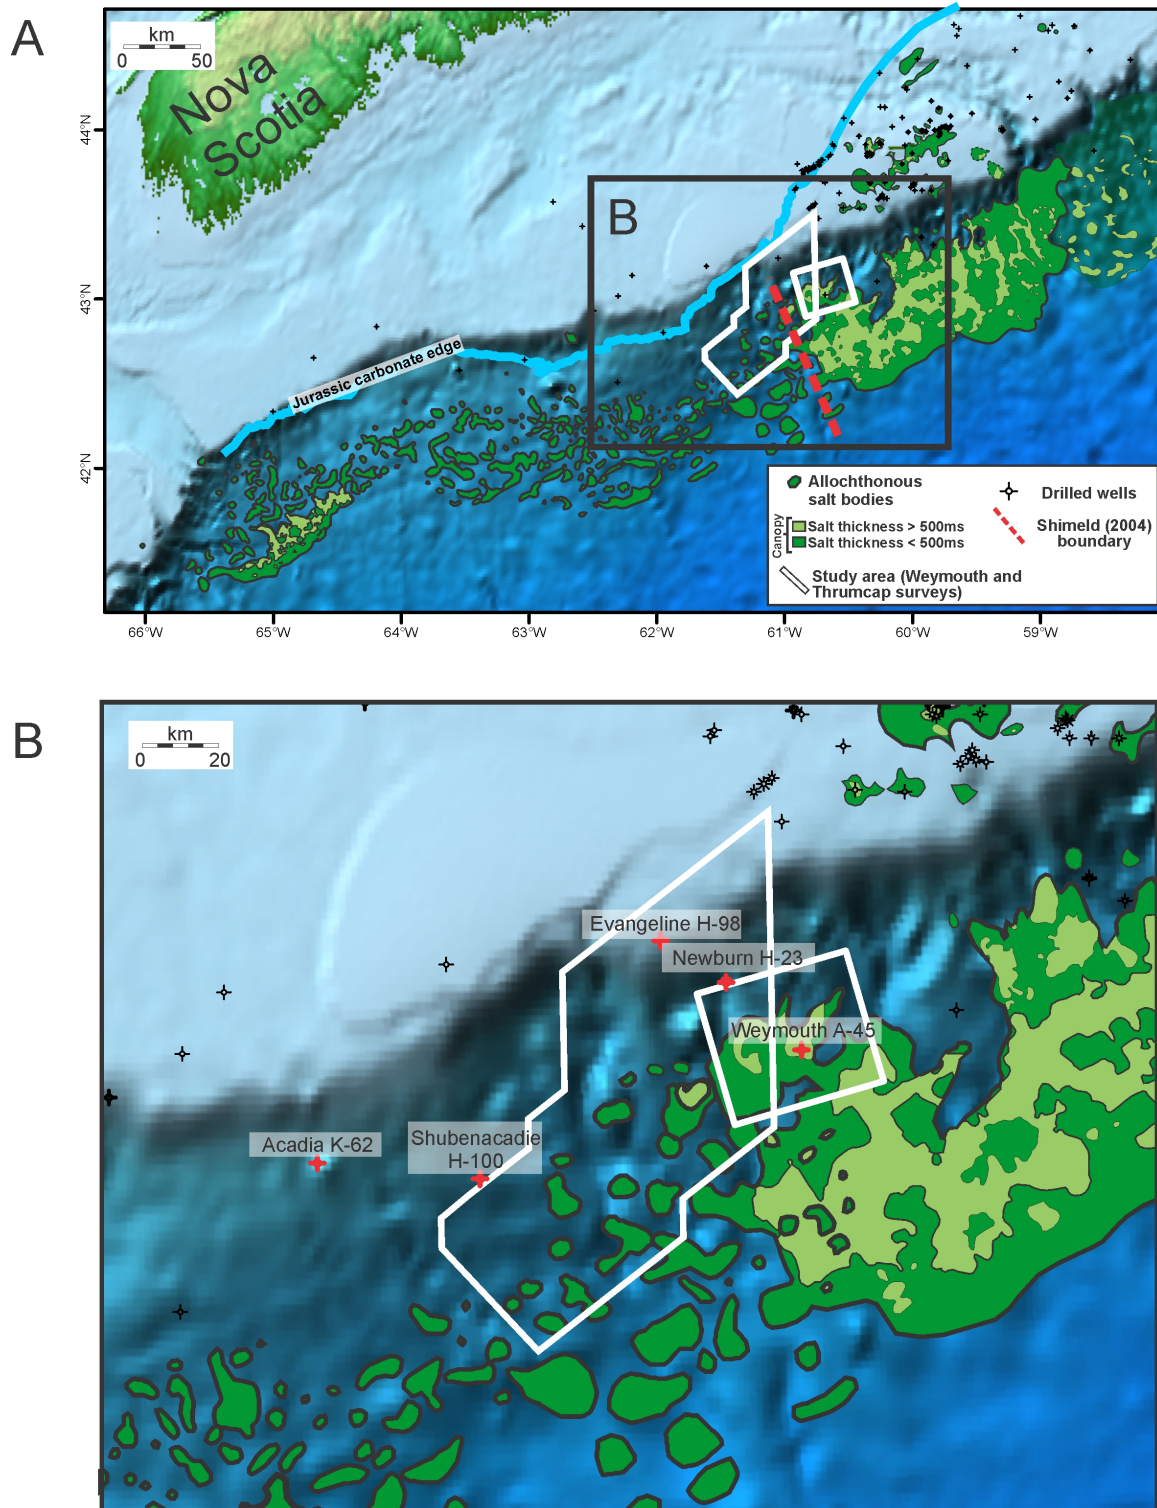 A
km
0 50
Nova
Scotia
44°N
43°N
42°N
B
Jurassic carbonate edge
Allochthonous
salt bodies
Canopy
Salt thickness > 500ms
Salt thickness < 500ms
Study area (Weymouth and
Thrumcap surveys)
Drilled wells
Shimeld (2004)
boundary
66°W 65°W 64°W 63°W 62°W 61°W 60°W 59°W
B
km
0 20
Evangeline H-98
Newburn H-23
Weymouth A-45
Acadia K-62
Shubenacadie
H-100